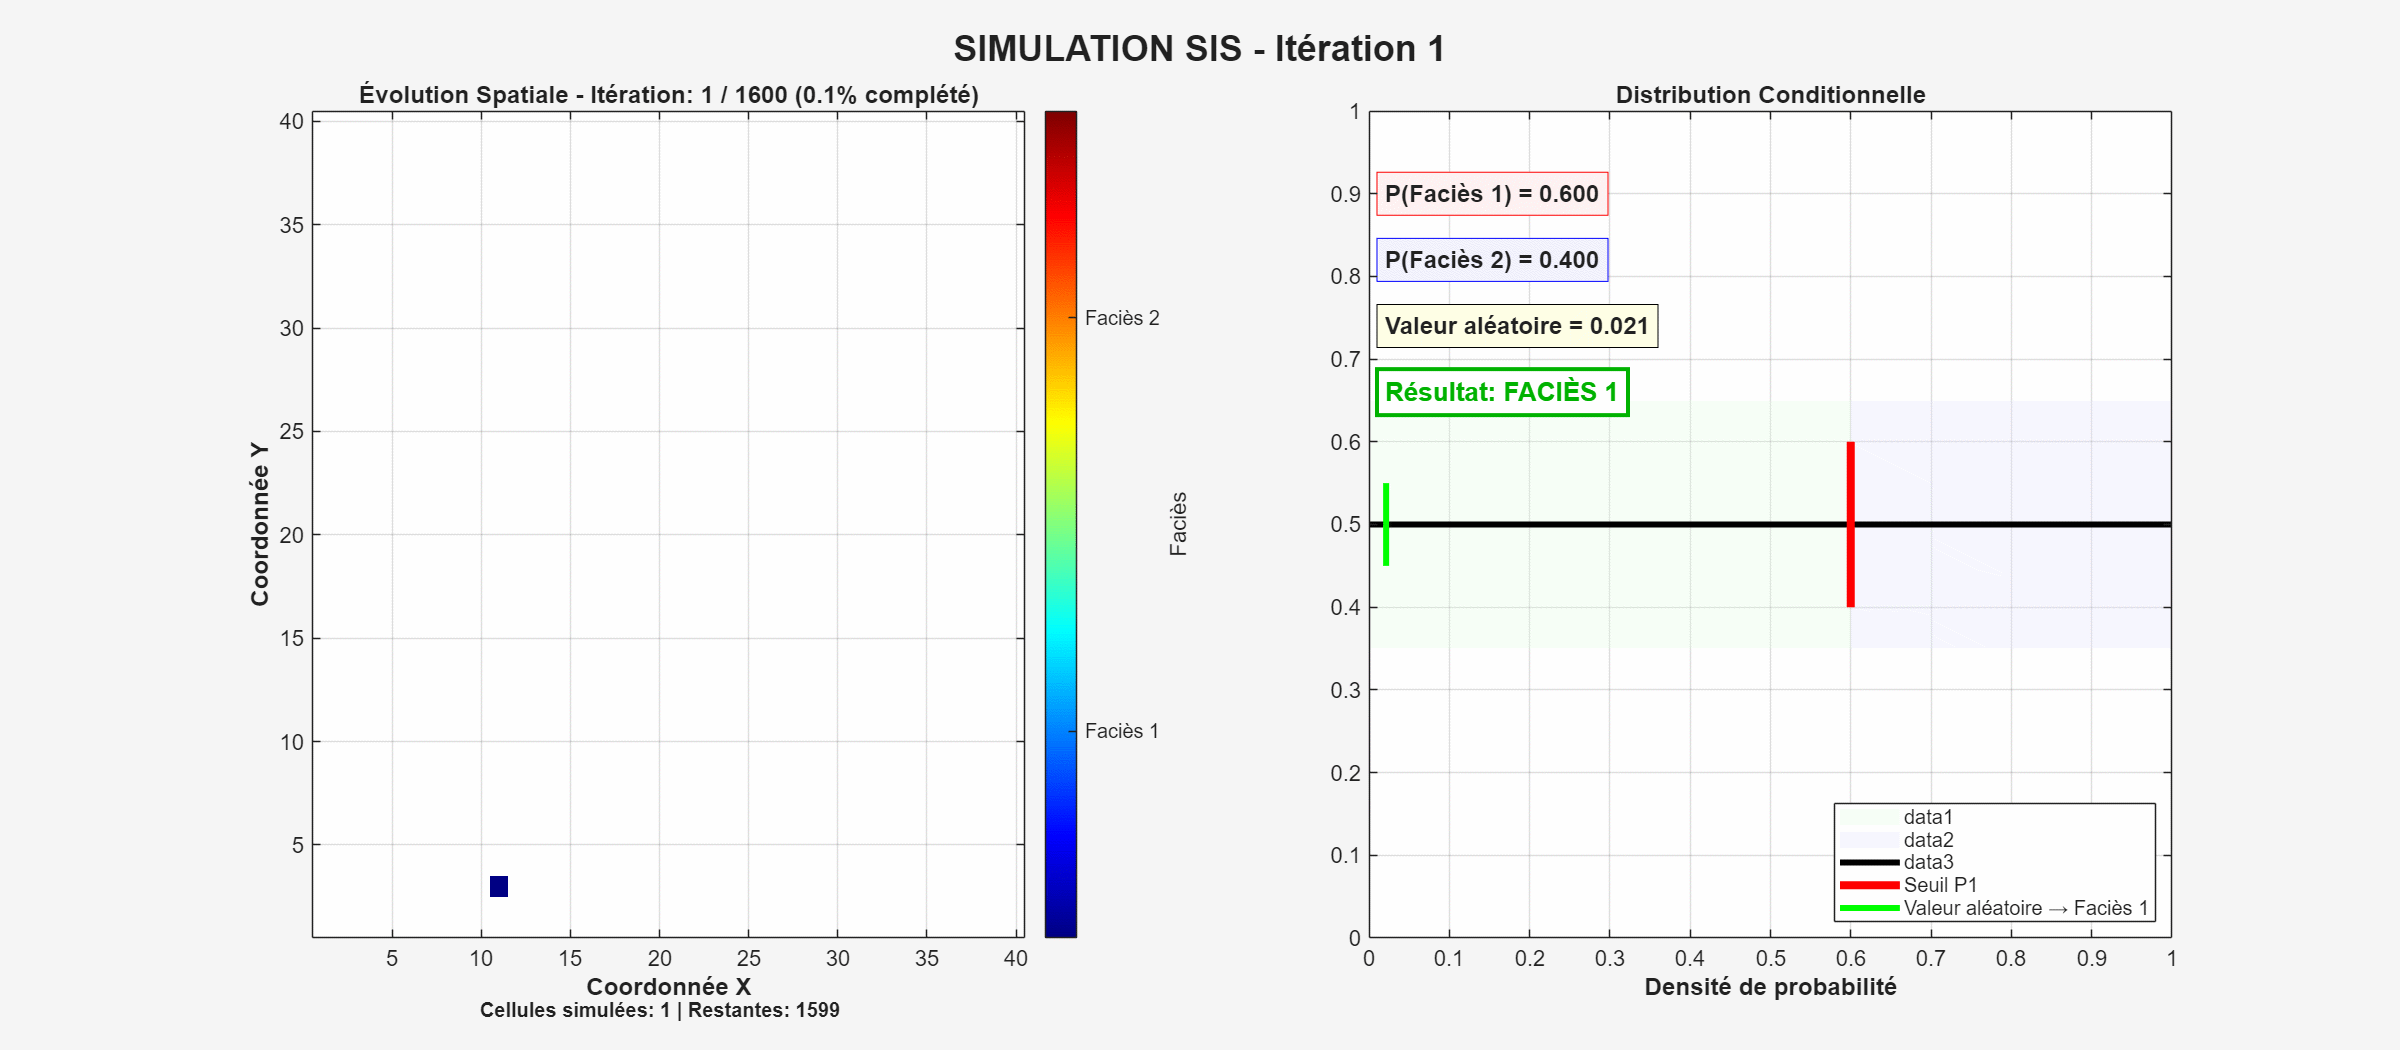 SIMULATION SIS - Itération 1
Évolution Spatiale - Itération: 1 / 1600 (0.1% complété)
40
35
30
25
20
15
10
5
Coordonnée Y
5 10 15 20 25 30 35 40
Coordonnée X
Cellules simulées: 1 | Restantes: 1599
Faciès 2
Faciès 1
Faciès
Distribution Conditionnelle
1
0.9
0.8
0.7
0.6
0.5
0.4
0.3
0.2
0.1
0
P(Faciès 1) = 0.600
P(Faciès 2) = 0.400
Valeur aléatoire = 0.021
Résultat: FACIÈS 1
data1
data2
data3
Seuil P1
Valeur aléatoire → Faciès 1
0 0.1 0.2 0.3 0.4 0.5 0.6 0.7 0.8 0.9 1
Densité de probabilité